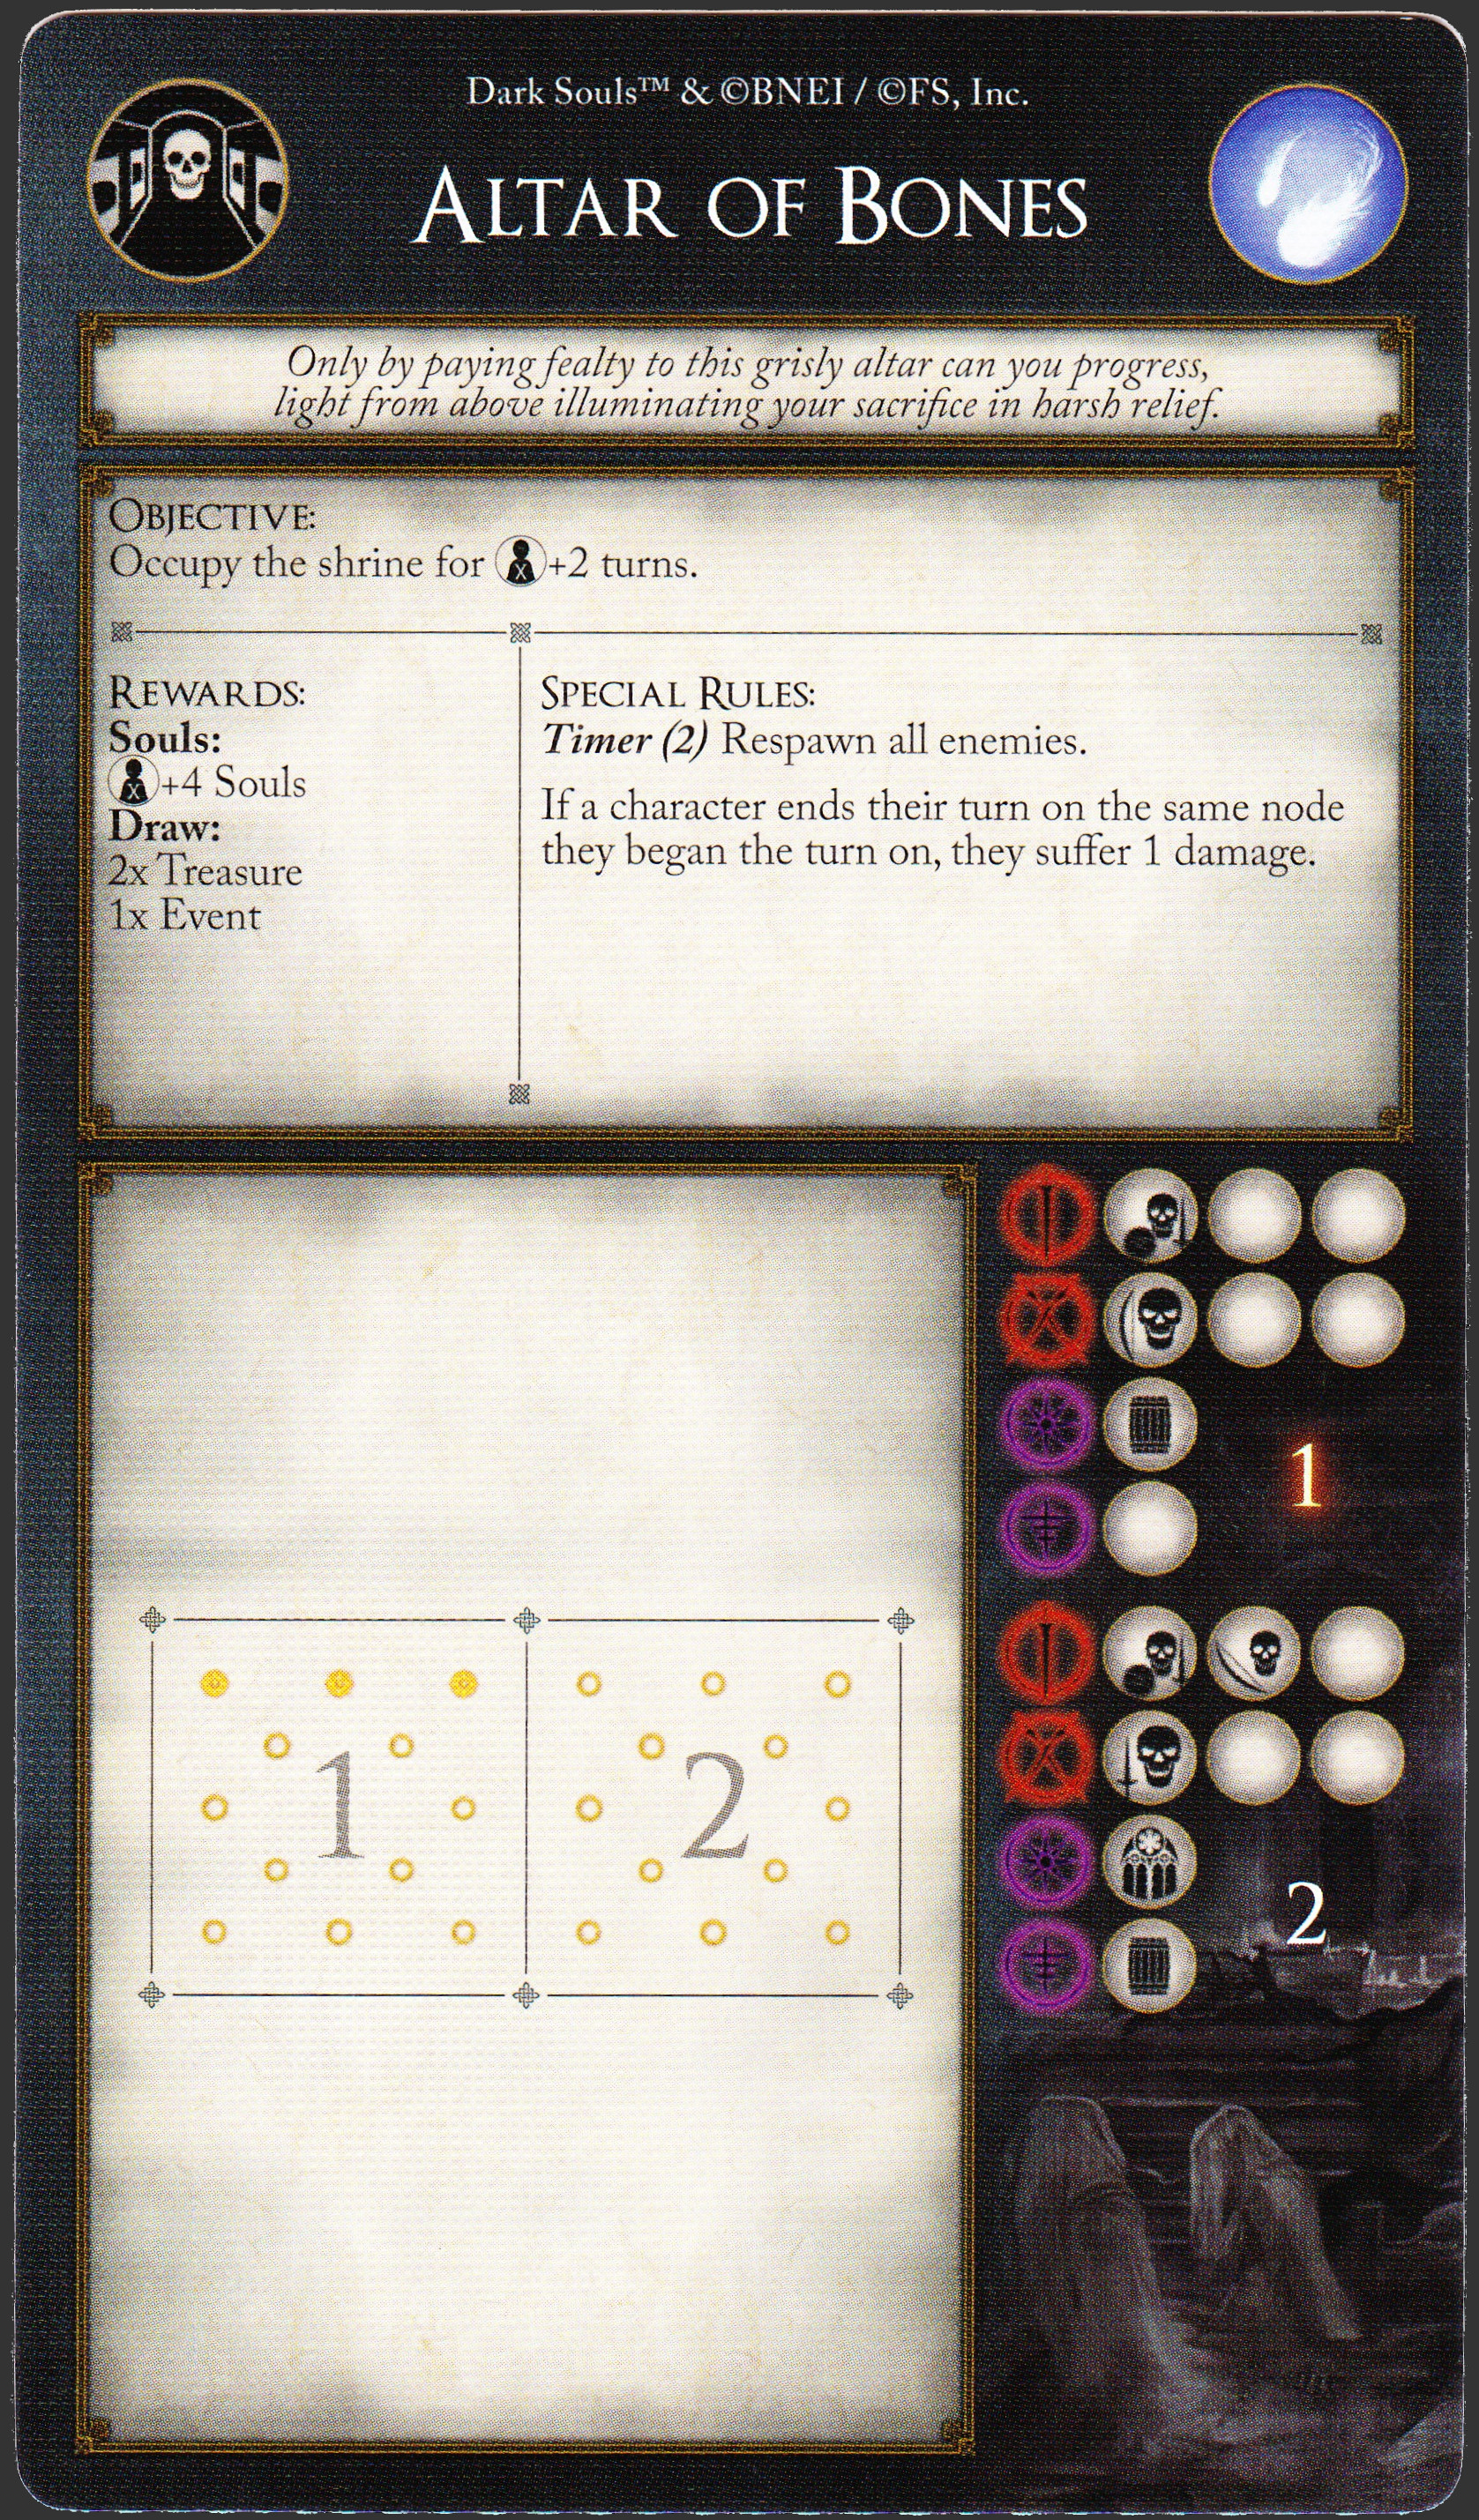 Dark Souls™ & ©BNEI / ©FS, Inc.
Altar of Bones
Only by paying fealty to this grisly altar can you progress,
light from above illuminating your sacrifice in harsh relief.
Objective:
Occupy the shrine for x+2 turns.
Rewards:
Souls:
x+4 Souls
Draw:
2x Treasure
1x Event
Special Rules:
Timer (2) Respawn all enemies.
If a character ends their turn on the same node
they began the turn on, they suffer 1 damage.
1
2
1
2